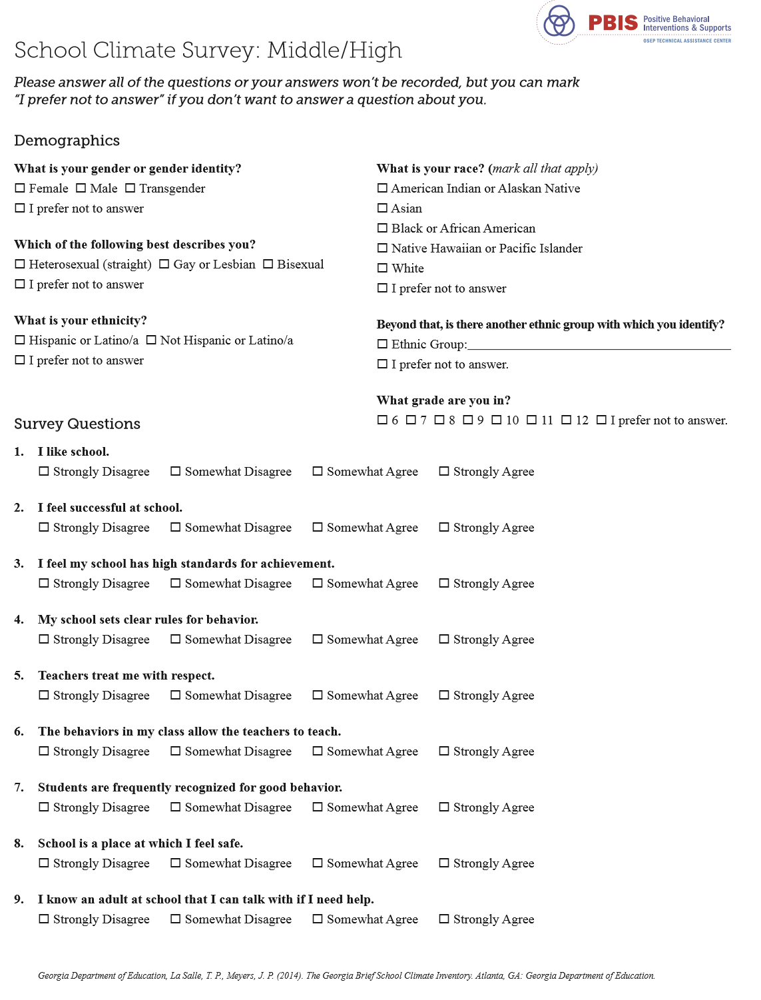 PBIS Positive Behavioral
Interventions & Supports
OSEP TECHNICAL ASSISTANCE CENTER
School Climate Survey: Middle/High
Please answer all of the questions or your answers won't be recorded, but you can mark
"I prefer not to answer" if you don't want to answer a question about you.
Demographics
What is your gender or gender identity?
☐ Female ☐ Male ☐ Transgender
☐ I prefer not to answer
Which of the following best describes you?
☐ Heterosexual (straight) ☐ Gay or Lesbian ☐ Bisexual
☐ I prefer not to answer
What is your ethnicity?
☐ Hispanic or Latino/a ☐ Not Hispanic or Latino/a
☐ I prefer not to answer
What is your race? (mark all that apply)
☐ American Indian or Alaskan Native
☐ Asian
☐ Black or African American
☐ Native Hawaiian or Pacific Islander
☐ White
☐ I prefer not to answer
Beyond that, is there another ethnic group with which you identify?
☐ Ethnic Group:
☐ I prefer not to answer.
What grade are you in?
☐ 6 ☐ 7 ☐ 8 ☐ 9 ☐ 10 ☐ 11 ☐ 12 ☐ I prefer not to answer.
Survey Questions
1. I like school.
☐ Strongly Disagree ☐ Somewhat Disagree ☐ Somewhat Agree ☐ Strongly Agree
2. I feel successful at school.
☐ Strongly Disagree ☐ Somewhat Disagree ☐ Somewhat Agree ☐ Strongly Agree
3. I feel my school has high standards for achievement.
☐ Strongly Disagree ☐ Somewhat Disagree ☐ Somewhat Agree ☐ Strongly Agree
4. My school sets clear rules for behavior.
☐ Strongly Disagree ☐ Somewhat Disagree ☐ Somewhat Agree ☐ Strongly Agree
5. Teachers treat me with respect.
☐ Strongly Disagree ☐ Somewhat Disagree ☐ Somewhat Agree ☐ Strongly Agree
6. The behaviors in my class allow the teachers to teach.
☐ Strongly Disagree ☐ Somewhat Disagree ☐ Somewhat Agree ☐ Strongly Agree
7. Students are frequently recognized for good behavior.
☐ Strongly Disagree ☐ Somewhat Disagree ☐ Somewhat Agree ☐ Strongly Agree
8. School is a place at which I feel safe.
☐ Strongly Disagree ☐ Somewhat Disagree ☐ Somewhat Agree ☐ Strongly Agree
9. I know an adult at school that I can talk with if I need help.
☐ Strongly Disagree ☐ Somewhat Disagree ☐ Somewhat Agree ☐ Strongly Agree
Georgia Department of Education, La Salle, T. P., Meyers, J. P. (2014). The Georgia Brief School Climate Inventory. Atlanta, GA: Georgia Department of Education.